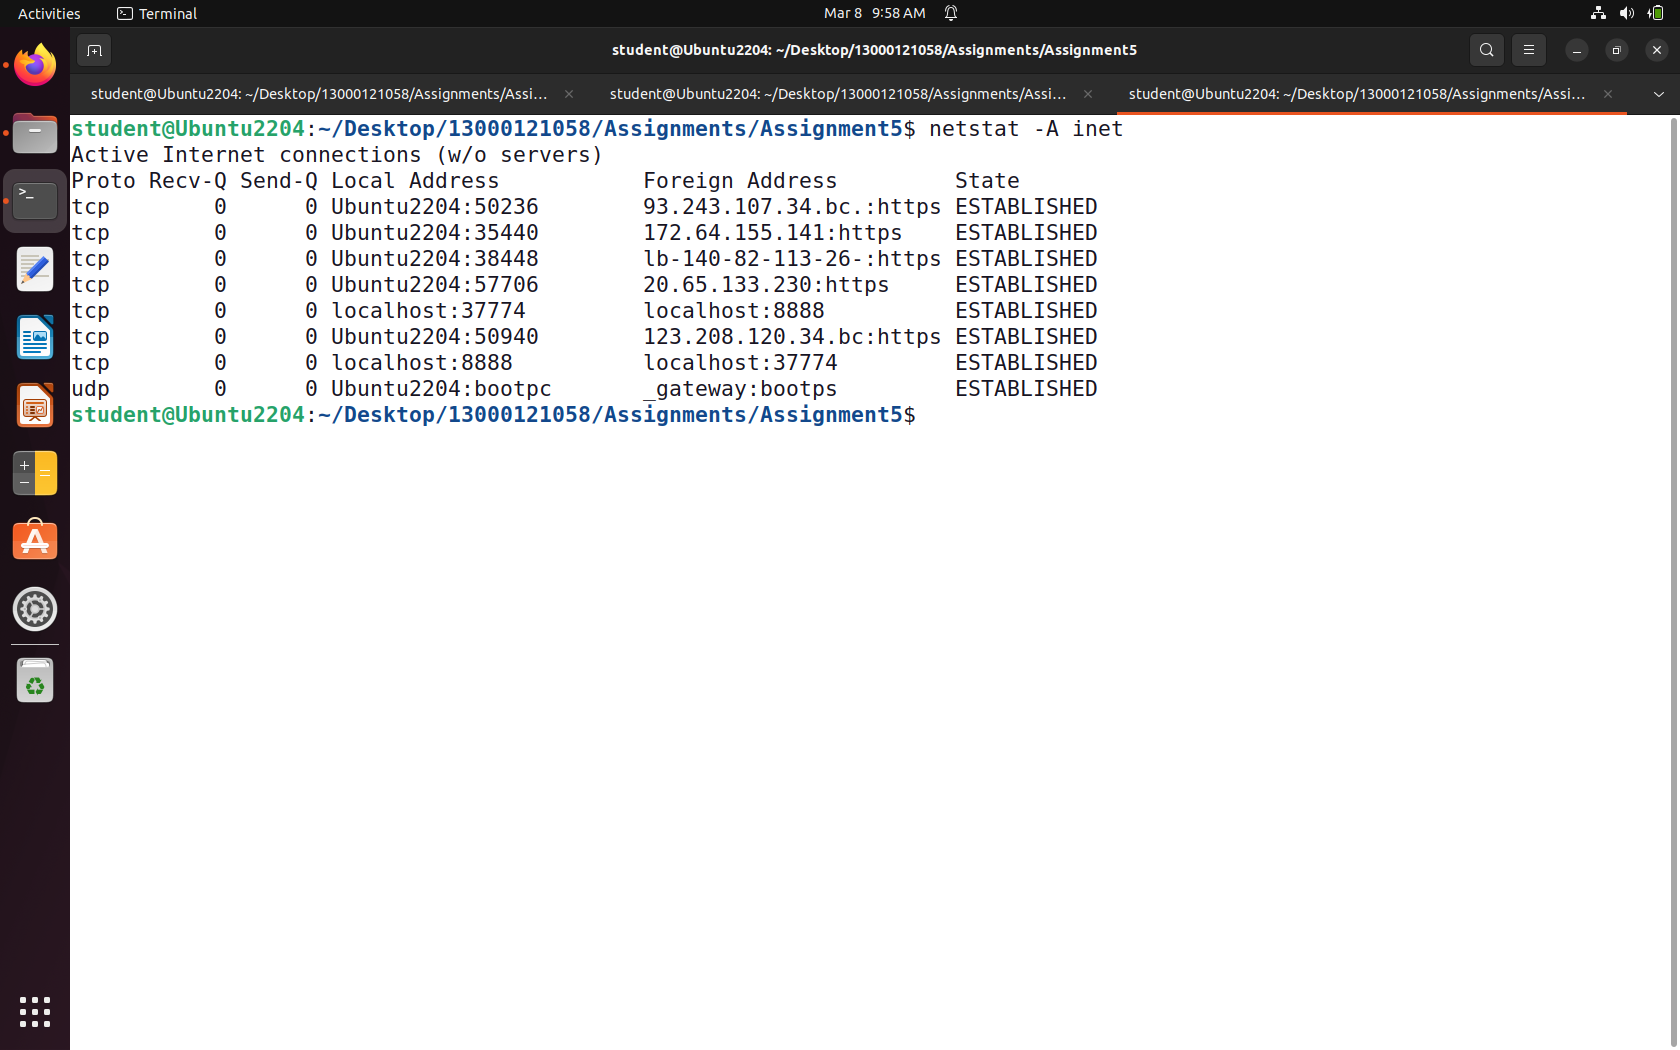 Activities Terminal Mar 8 9:58 AM
student@Ubuntu2204: ~/Desktop/13000121058/Assignments/Assignment5
student@Ubuntu2204: ~/Desktop/13000121058/Assignments/Assi... student@Ubuntu2204: ~/Desktop/13000121058/Assignments/Assi... student@Ubuntu2204: ~/Desktop/13000121058/Assignments/Assi...
student@Ubuntu2204:~/Desktop/13000121058/Assignments/Assignment5$ netstat -A inet
Active Internet connections (w/o servers)
Proto Recv-Q Send-Q Local Address           Foreign Address         State
tcp        0      0 Ubuntu2204:50236        93.243.107.34.bc.:https ESTABLISHED
tcp        0      0 Ubuntu2204:35440        172.64.155.141:https    ESTABLISHED
tcp        0      0 Ubuntu2204:38448        lb-140-82-113-26-:https ESTABLISHED
tcp        0      0 Ubuntu2204:57706        20.65.133.230:https     ESTABLISHED
tcp        0      0 localhost:37774         localhost:8888          ESTABLISHED
tcp        0      0 Ubuntu2204:50940        123.208.120.34.bc:https ESTABLISHED
tcp        0      0 localhost:8888          localhost:37774         ESTABLISHED
udp        0      0 Ubuntu2204:bootpc       _gateway:bootps         ESTABLISHED
student@Ubuntu2204:~/Desktop/13000121058/Assignments/Assignment5$